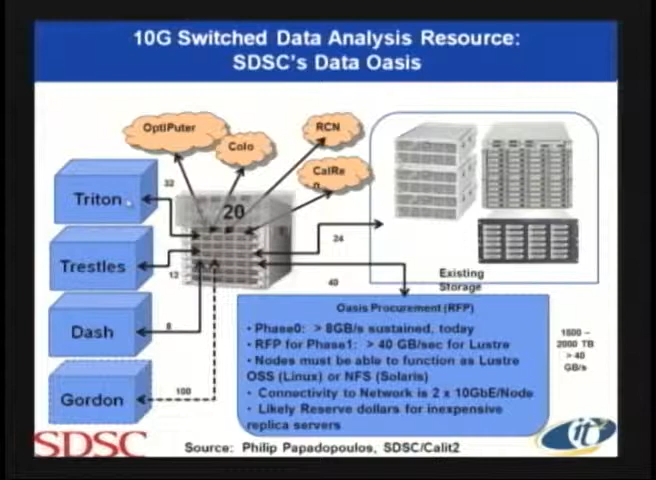 10G Switched Data Analysis Resource:
SDSC's Data Oasis
OptIPuter
Colo
RCN
CalRe
n
32
20
Triton
24
Trestles
12
40
Existing
Storage
Oasis Procurement (RFP)
Dash
8
• Phase0: > 8GB/s sustained, today
• RFP for Phase1: > 40 GB/sec for Lustre
• Nodes must be able to function as Lustre
OSS (Linux) or NFS (Solaris)
• Connectivity to Network is 2 x 10GbE/Node
• Likely Reserve dollars for inexpensive
replica servers
1500 –
2000 TB
> 40
GB/s
100
Gordon
SDSC
Source: Philip Papadopoulos, SDSC/Calit2
it2